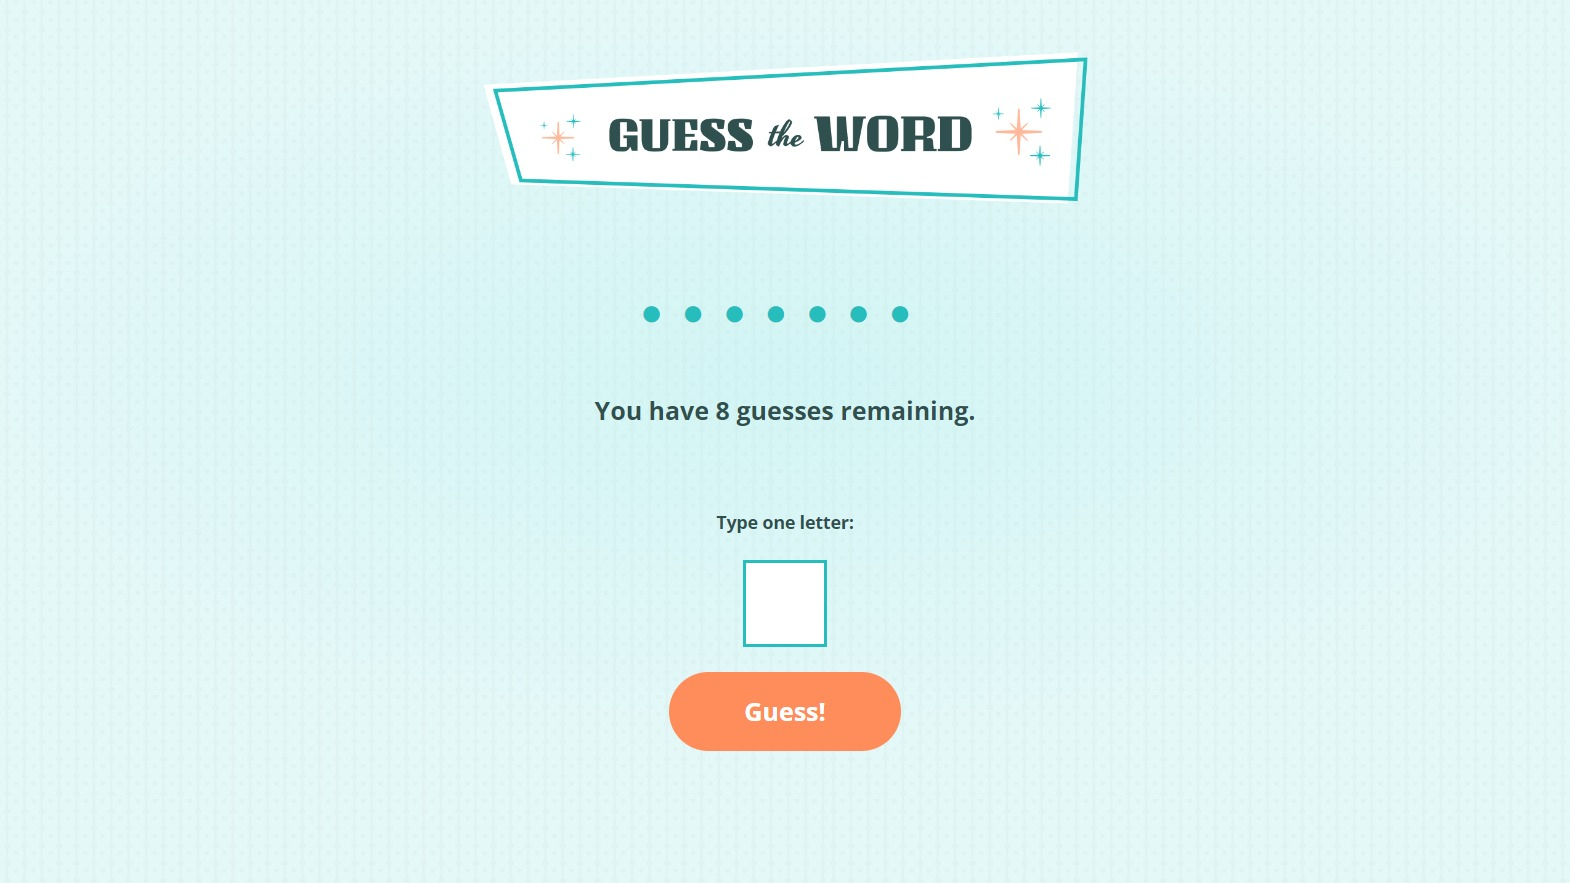 GUESS the WORD
● ● ● ● ● ● ●
You have 8 guesses remaining.
Type one letter:
Guess!